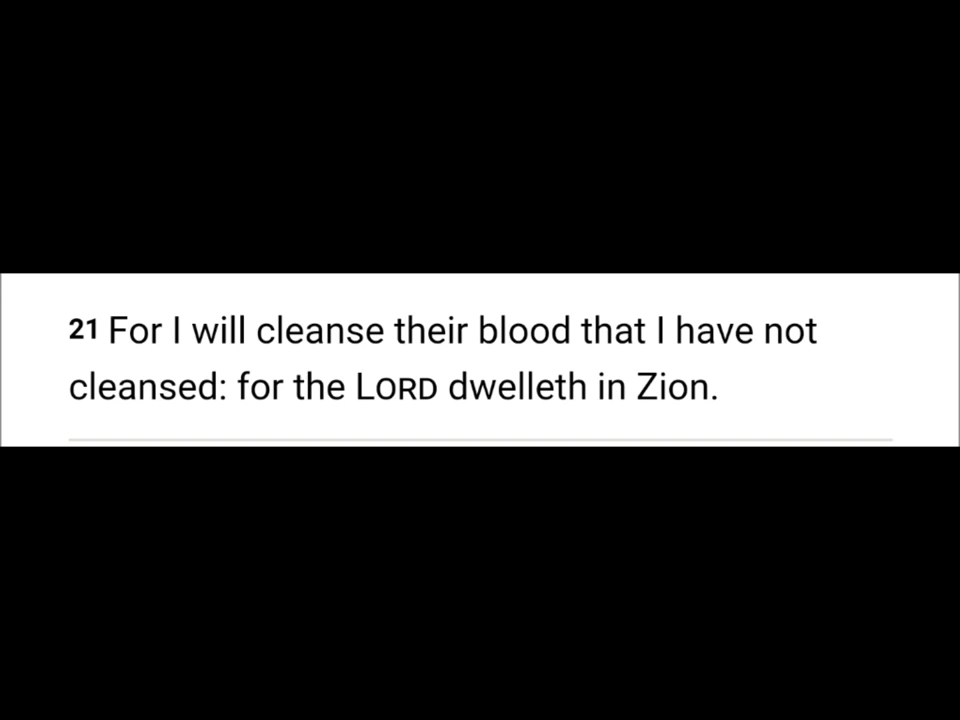 21 For I will cleanse their blood that I have not
cleansed: for the LORD dwelleth in Zion.